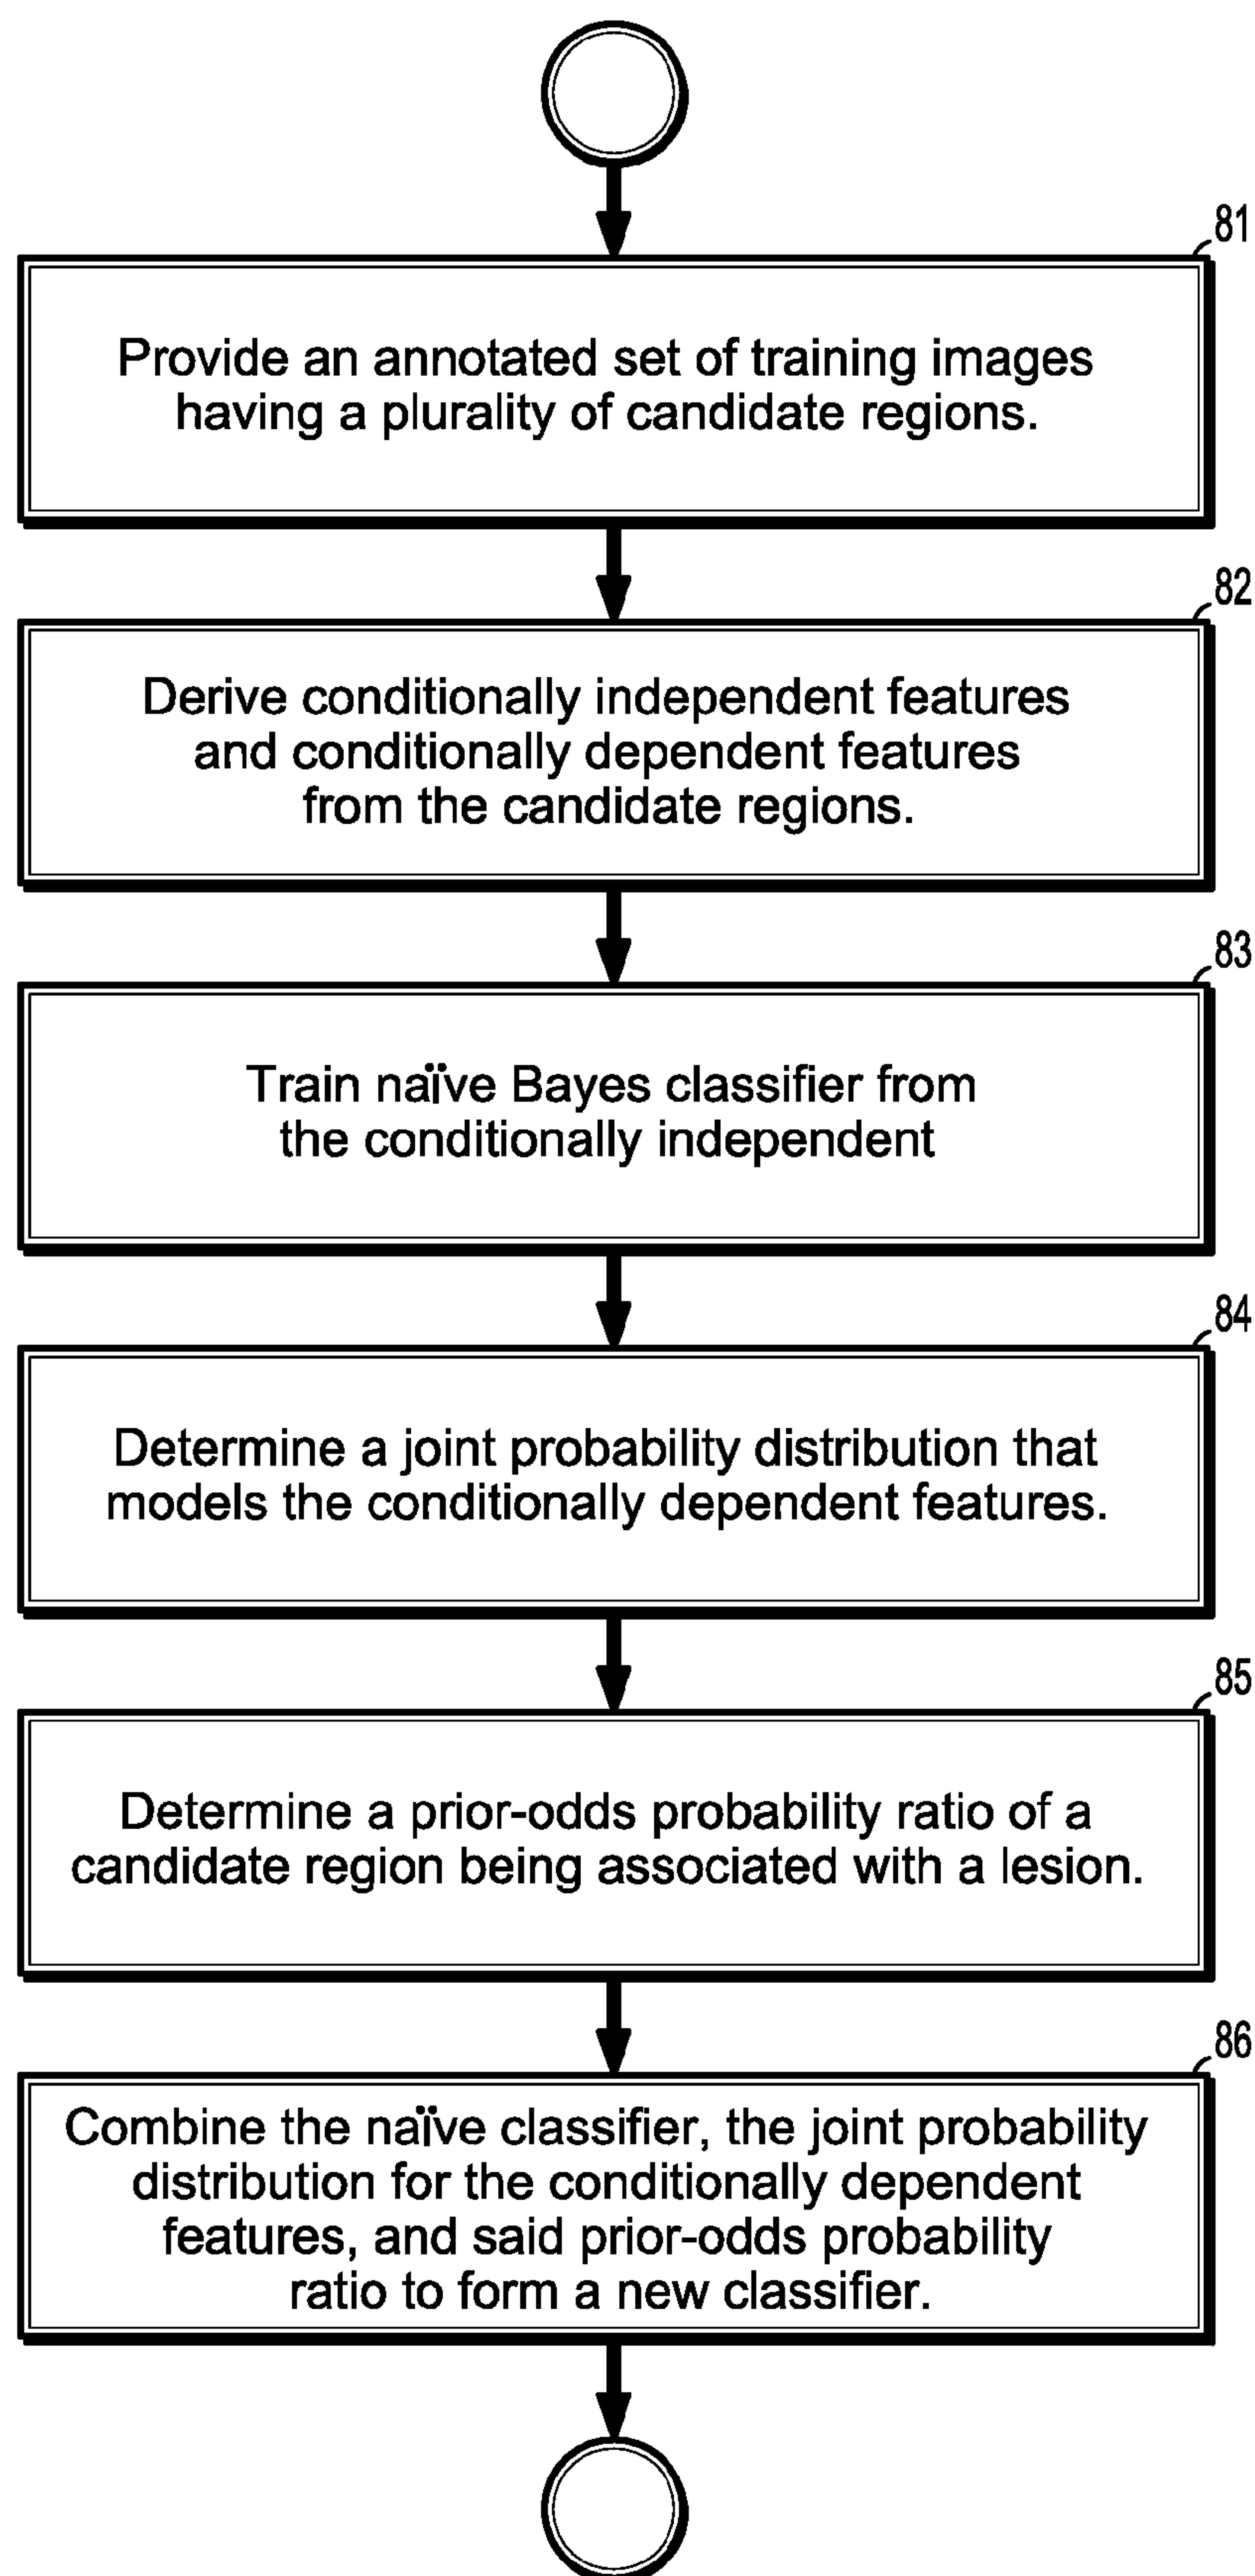 81
Provide an annotated set of training images
having a plurality of candidate regions.
82
Derive conditionally independent features
and conditionally dependent features
from the candidate regions.
83
Train naïve Bayes classifier from
the conditionally independent
84
Determine a joint probability distribution that
models the conditionally dependent features.
85
Determine a prior-odds probability ratio of a
candidate region being associated with a lesion.
86
Combine the naïve classifier, the joint probability
distribution for the conditionally dependent
features, and said prior-odds probability
ratio to form a new classifier.